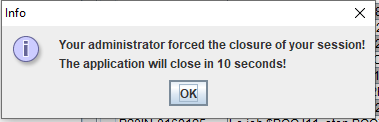 Info
Your administrator forced the closure of your session!
The application will close in 10 seconds!
OK